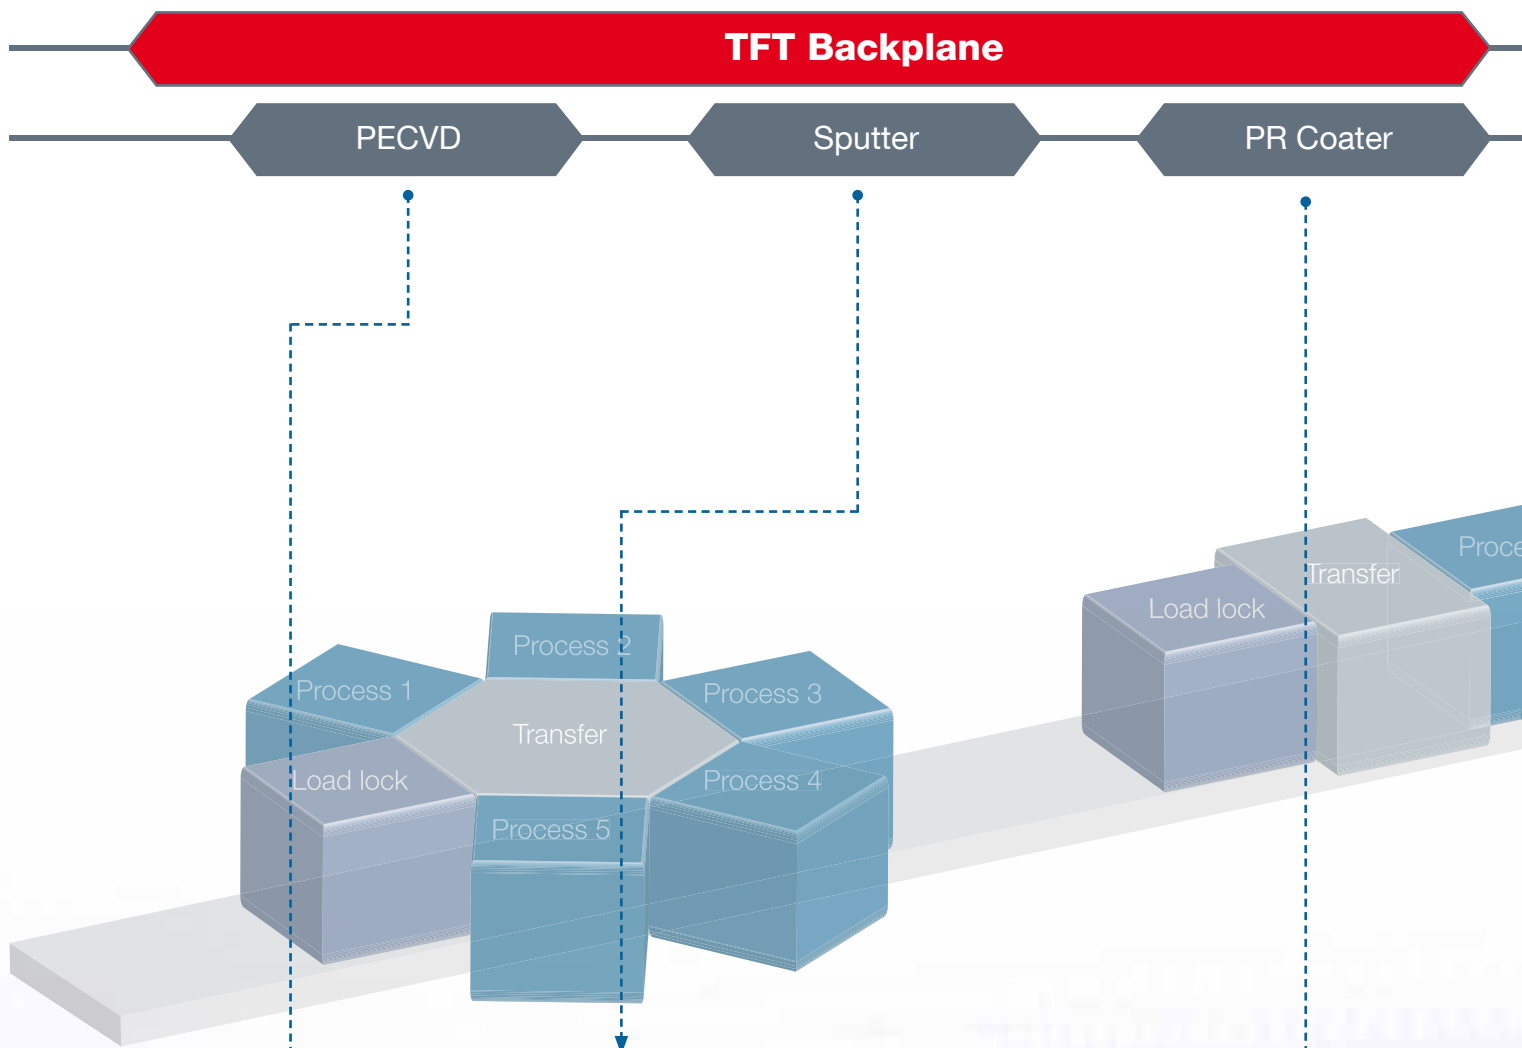 TFT Backplane
PECVD
Sputter
PR Coater
Proce
Transfer
Load lock
Process 2
Process 1
Process 3
Transfer
Load lock
Process 4
Process 5